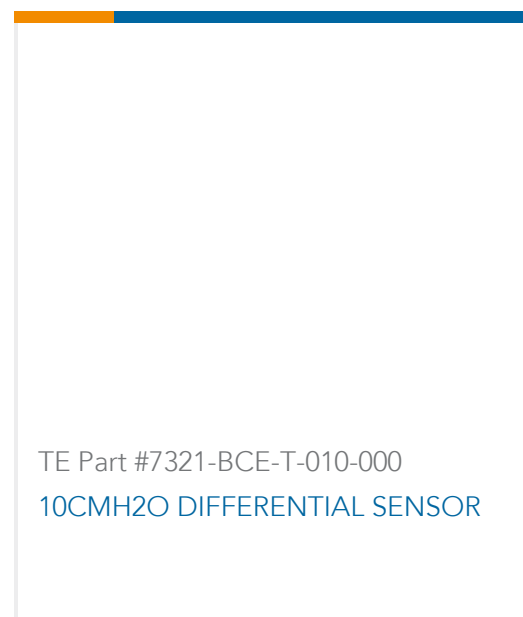 TE Part #7321-BCE-T-010-000
10CMH2O DIFFERENTIAL SENSOR